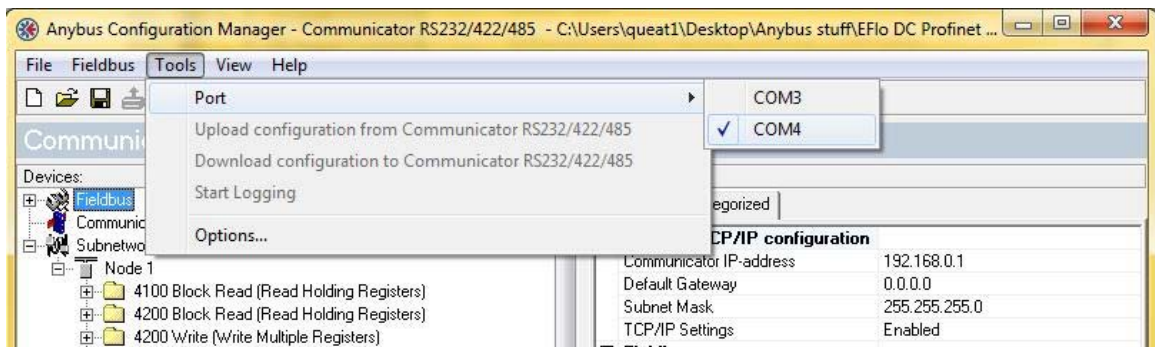 Anybus Configuration Manager - Communicator RS232/422/485 - C:\Users\queat1\Desktop\Anybus stuff\EFlo DC Profinet ...
File Fieldbus Tools View Help
Port
COM3
Upload configuration from Communicator RS232/422/485
COM4
Communi
Download configuration to Communicator RS232/422/485
Devices:
Start Logging
Fieldbus
egorized
Communic
Options...
CP/IP configuration
Subnetwo
Communicator IP-address 192.168.0.1
Node 1
Default Gateway 0.0.0.0
4100 Block Read (Read Holding Registers)
Subnet Mask 255.255.255.0
4200 Block Read (Read Holding Registers)
TCP/IP Settings Enabled
4200 Write (Write Multiple Registers)